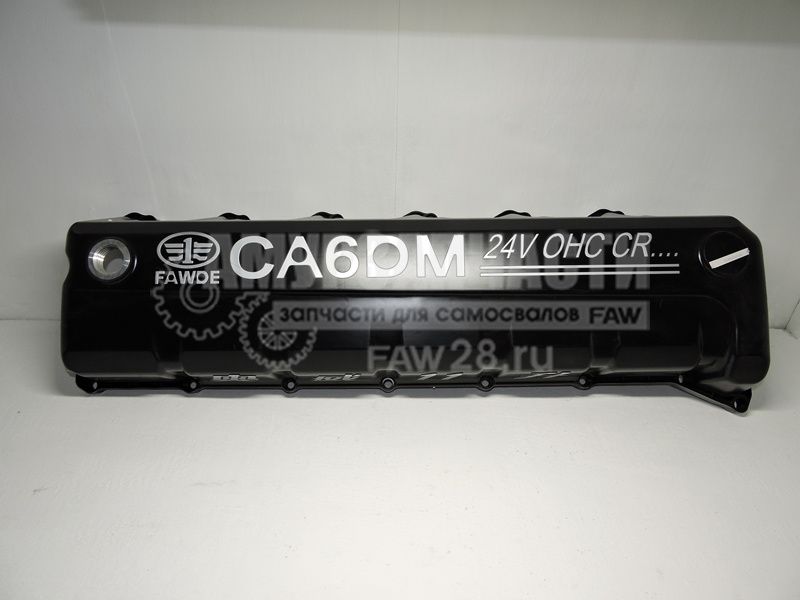 FAWDE
CA6DM
24V OHC CR....
запчасти для самосвалов FAW
FAW28.ru